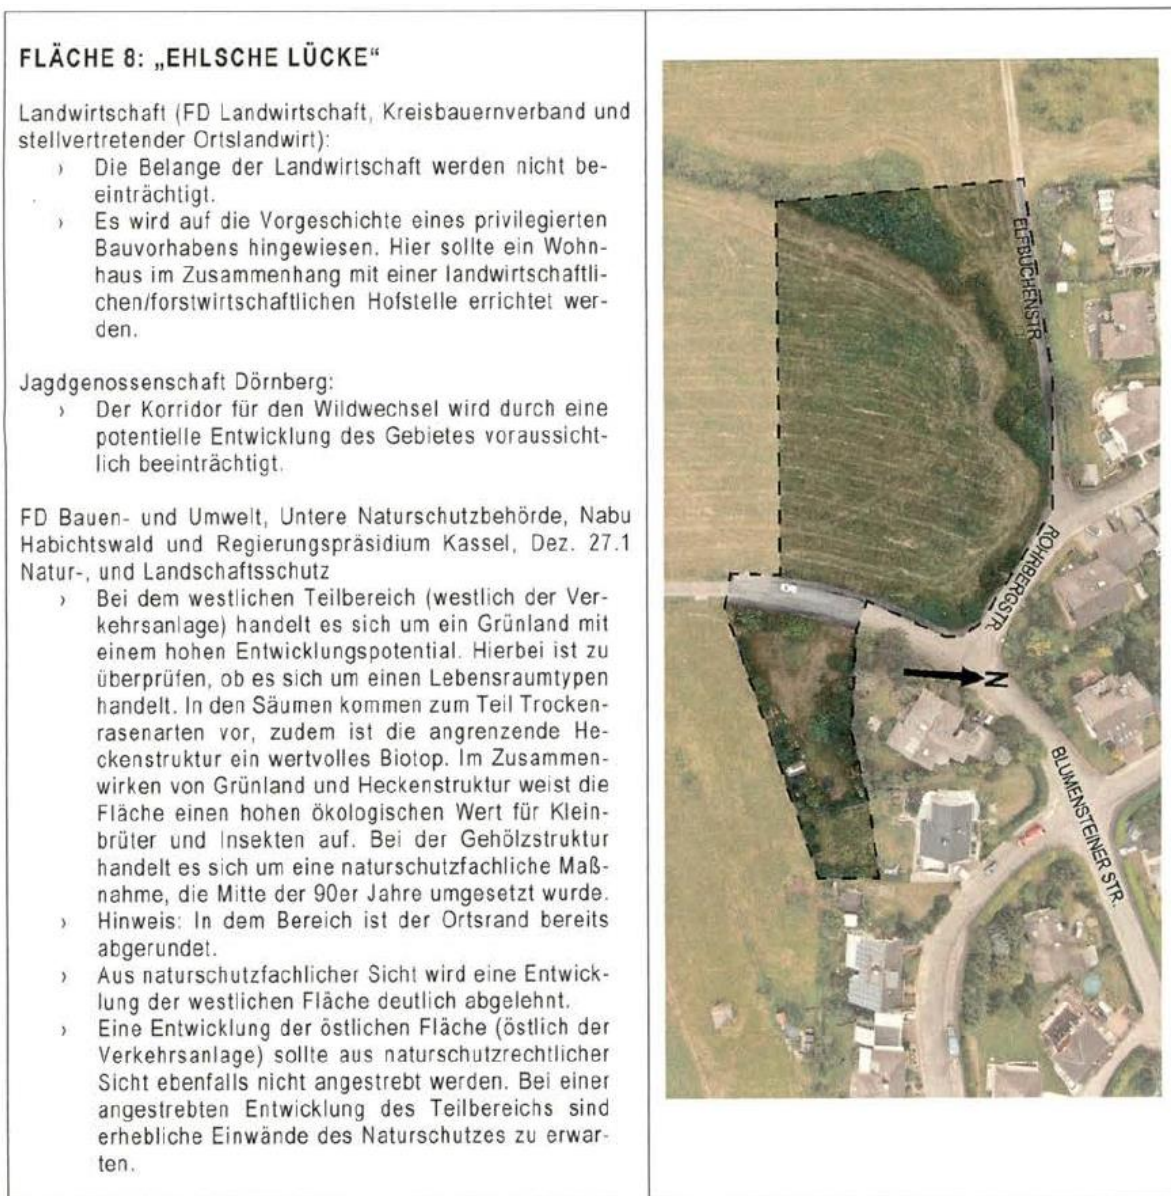 FLÄCHE 8: „EHLSCHE LÜCKE“
Landwirtschaft (FD Landwirtschaft, Kreisbauernverband und
stellvertretender Ortslandwirt):
› Die Belange der Landwirtschaft werden nicht be-
einträchtigt.
› Es wird auf die Vorgeschichte eines privilegierten
Bauvorhabens hingewiesen. Hier sollte ein Wohn-
haus im Zusammenhang mit einer landwirtschaftli-
chen/forstwirtschaftlichen Hofstelle errichtet wer-
den.
Jagdgenossenschaft Dörnberg:
› Der Korridor für den Wildwechsel wird durch eine
potentielle Entwicklung des Gebietes voraussicht-
lich beeinträchtigt.
FD Bauen- und Umwelt, Untere Naturschutzbehörde, Nabu
Habichtswald und Regierungspräsidium Kassel, Dez. 27.1
Natur-, und Landschaftsschutz
› Bei dem westlichen Teilbereich (westlich der Ver-
kehrsanlage) handelt es sich um ein Grünland mit
einem hohen Entwicklungspotential. Hierbei ist zu
überprüfen, ob es sich um einen Lebensraumtypen
handelt. In den Säumen kommen zum Teil Trocken-
rasenarten vor, zudem ist die angrenzende He-
ckenstruktur ein wertvolles Biotop. Im Zusammen-
wirken von Grünland und Heckenstruktur weist die
Fläche einen hohen ökologischen Wert für Klein-
brüter und Insekten auf. Bei der Gehölzstruktur
handelt es sich um eine naturschutzfachliche Maß-
nahme, die Mitte der 90er Jahre umgesetzt wurde.
› Hinweis: In dem Bereich ist der Ortsrand bereits
abgerundet.
› Aus naturschutzfachlicher Sicht wird eine Entwick-
lung der westlichen Fläche deutlich abgelehnt.
› Eine Entwicklung der östlichen Fläche (östlich der
Verkehrsanlage) sollte aus naturschutzrechtlicher
Sicht ebenfalls nicht angestrebt werden. Bei einer
angestrebten Entwicklung des Teilbereichs sind
erhebliche Einwände des Naturschutzes zu erwar-
ten.
ELFBUCHENSTR
ROHRBERGSTR.
N
BLUMENSTEINER STR.